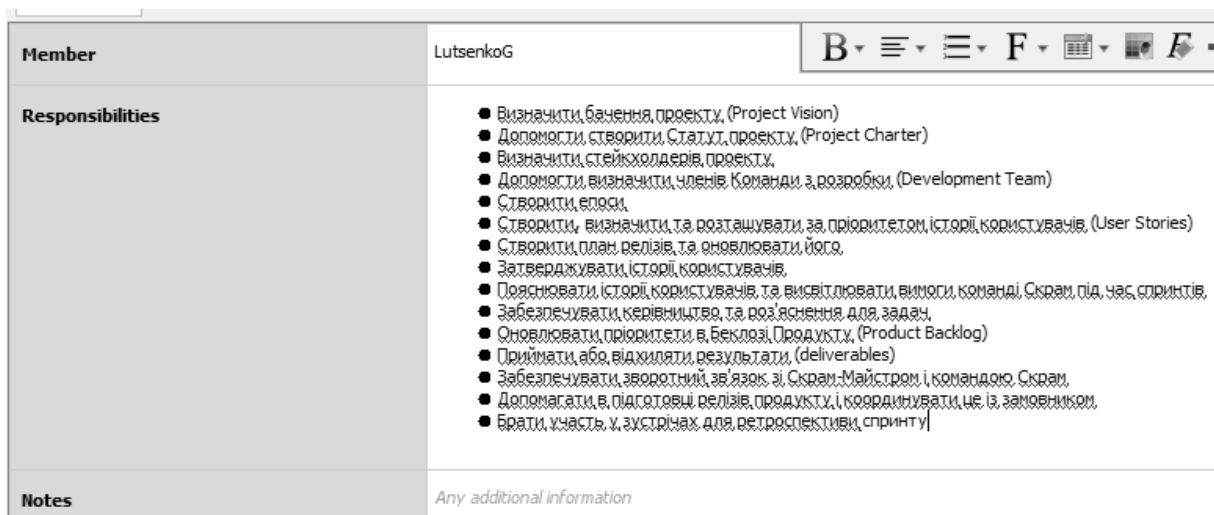 Member LutsenkoG B F F
Responsibilities
Визначити бачення проекту (Project Vision)
Допомогти створити Статут проекту (Project Charter)
Визначити стейкхолдерів проекту
Допомогти визначити членів Команди з розробки (Development Team)
Створити епоси
Створити, визначити та розташувати за пріоритетом історії користувачів (User Stories)
Створити план релізів та оновлювати його
Затверджувати історії користувачів
Пояснювати історії користувачів та висвітлювати вимоги команді Скрам під час спринтів
Забезпечувати керівництво та роз'яснення для задач
Оновлювати пріоритети в Беклозі Продукту (Product Backlog)
Приймати або відхиляти результати (deliverables)
Забезпечувати зворотний зв'язок зі Скрам-Майстром і командою Скрам
Допомагати в підготовці релізів продукту і координувати це із замовником
Брати участь у зустрічах для ретроспективи спринту
Notes Any additional information